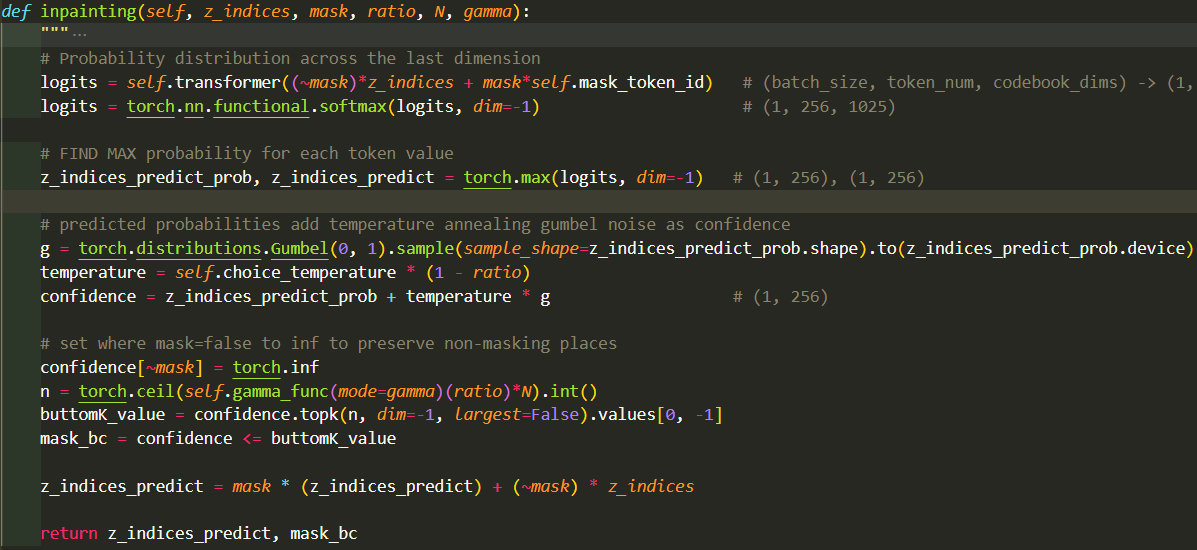 def inpainting(self, z_indices, mask, ratio, N, gamma):
    """...
    # Probability distribution across the last dimension
    logits = self.transformer((~mask)*z_indices + mask*self.mask_token_id)   # (batch_size, token_num, codebook_dims) -> (1,
    logits = torch.nn.functional.softmax(logits, dim=-1)                     # (1, 256, 1025)
    # FIND MAX probability for each token value
    z_indices_predict_prob, z_indices_predict = torch.max(logits, dim=-1)   # (1, 256), (1, 256)
    # predicted probabilities add temperature annealing gumbel noise as confidence
    g = torch.distributions.Gumbel(0, 1).sample(sample_shape=z_indices_predict_prob.shape).to(z_indices_predict_prob.device)
    temperature = self.choice_temperature * (1 - ratio)
    confidence = z_indices_predict_prob + temperature * g                   # (1, 256)
    # set where mask=false to inf to preserve non-masking places
    confidence[~mask] = torch.inf
    n = torch.ceil(self.gamma_func(mode=gamma)(ratio)*N).int()
    buttomK_value = confidence.topk(n, dim=-1, largest=False).values[0, -1]
    mask_bc = confidence <= buttomK_value
    z_indices_predict = mask * (z_indices_predict) + (~mask) * z_indices
    return z_indices_predict, mask_bc